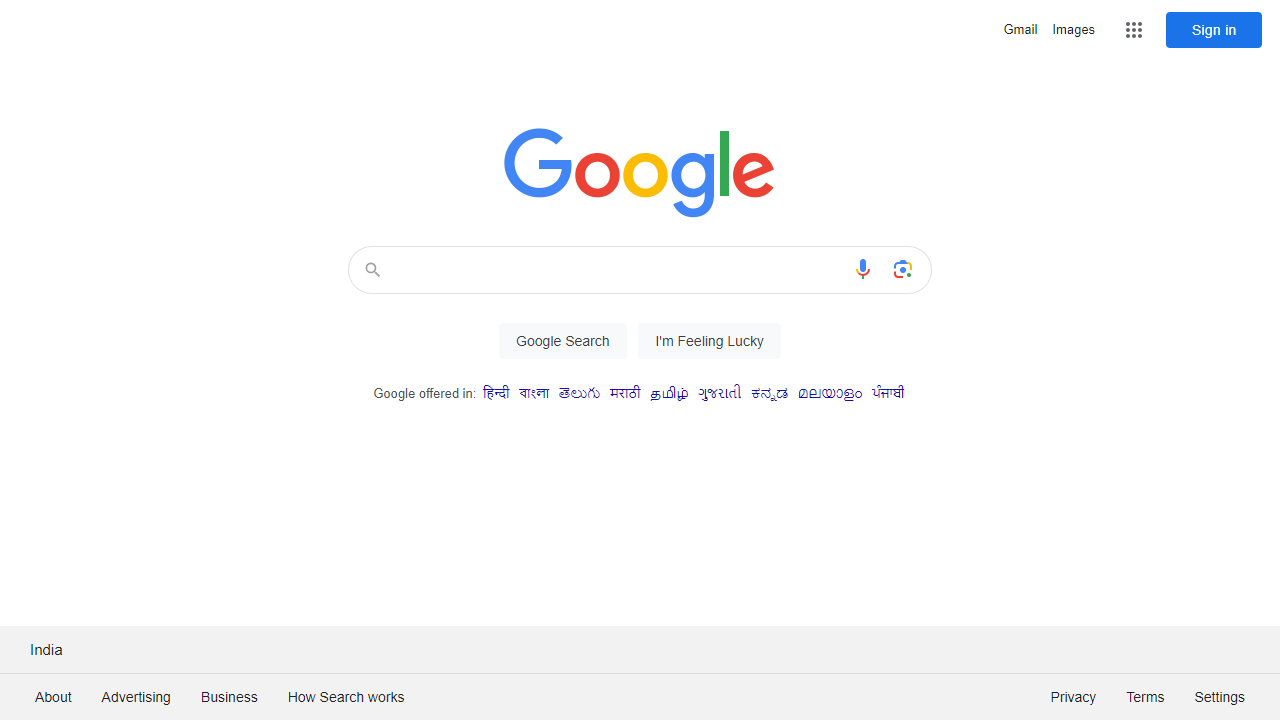 Gmail Images Sign in
Google
Google Search I'm Feeling Lucky
Google offered in: हिन्दी বাংলা తెలుగు मराठी தமிழ் ગુજરાતી ಕನ್ನಡ മലയാളം ਪੰਜਾਬੀ
India
About Advertising Business How Search works Privacy Terms Settings